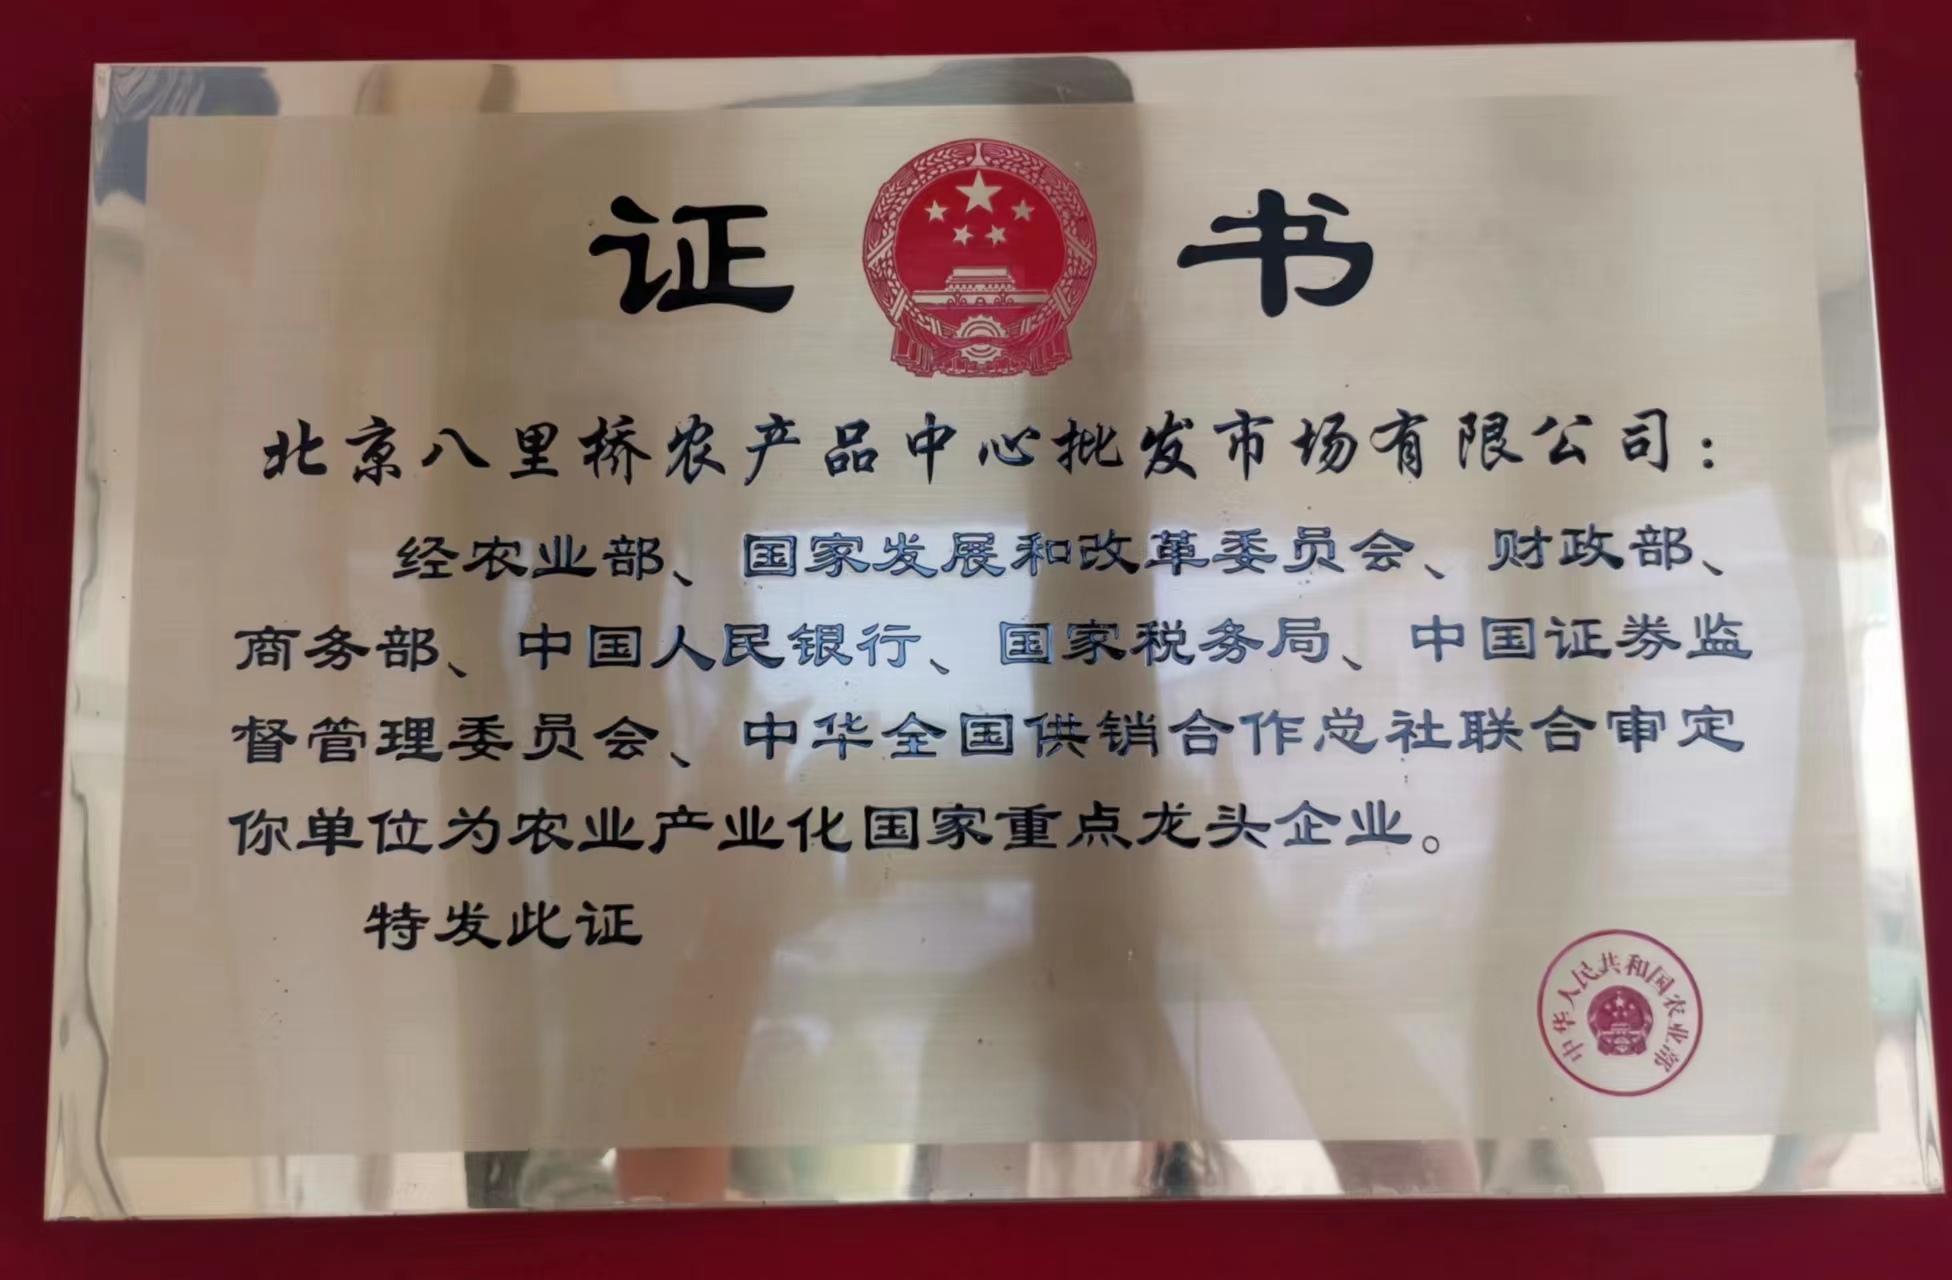 证书
北京八里桥农产品中心批发市场有限公司：
经农业部、国家发展和改革委员会、财政部、
商务部、中国人民银行、国家税务局、中国证券监
督管理委员会、中华全国供销合作总社联合审定
你单位为农业产业化国家重点龙头企业。
特发此证
中华人民共和国农业部